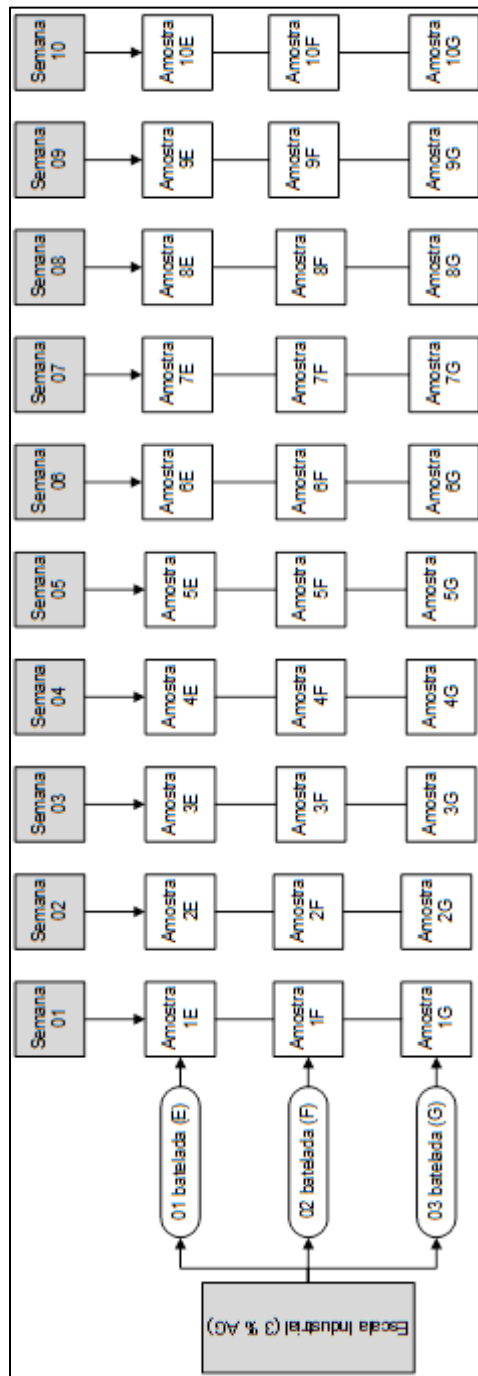 Semana
01
Semana
02
Semana
03
Semana
04
Semana
05
Semana
06
Semana
07
Semana
08
Semana
09
Semana
10
Escala Industrial (3 % AG)
01 batelada (E)
Amostra
1E
Amostra
2E
Amostra
3E
Amostra
4E
Amostra
5E
Amostra
6E
Amostra
7E
Amostra
8E
Amostra
9E
Amostra
10E
02 batelada (F)
Amostra
1F
Amostra
2F
Amostra
3F
Amostra
4F
Amostra
5F
Amostra
6F
Amostra
7F
Amostra
8F
Amostra
9F
Amostra
10F
03 batelada (G)
Amostra
1G
Amostra
2G
Amostra
3G
Amostra
4G
Amostra
5G
Amostra
6G
Amostra
7G
Amostra
8G
Amostra
9G
Amostra
10G